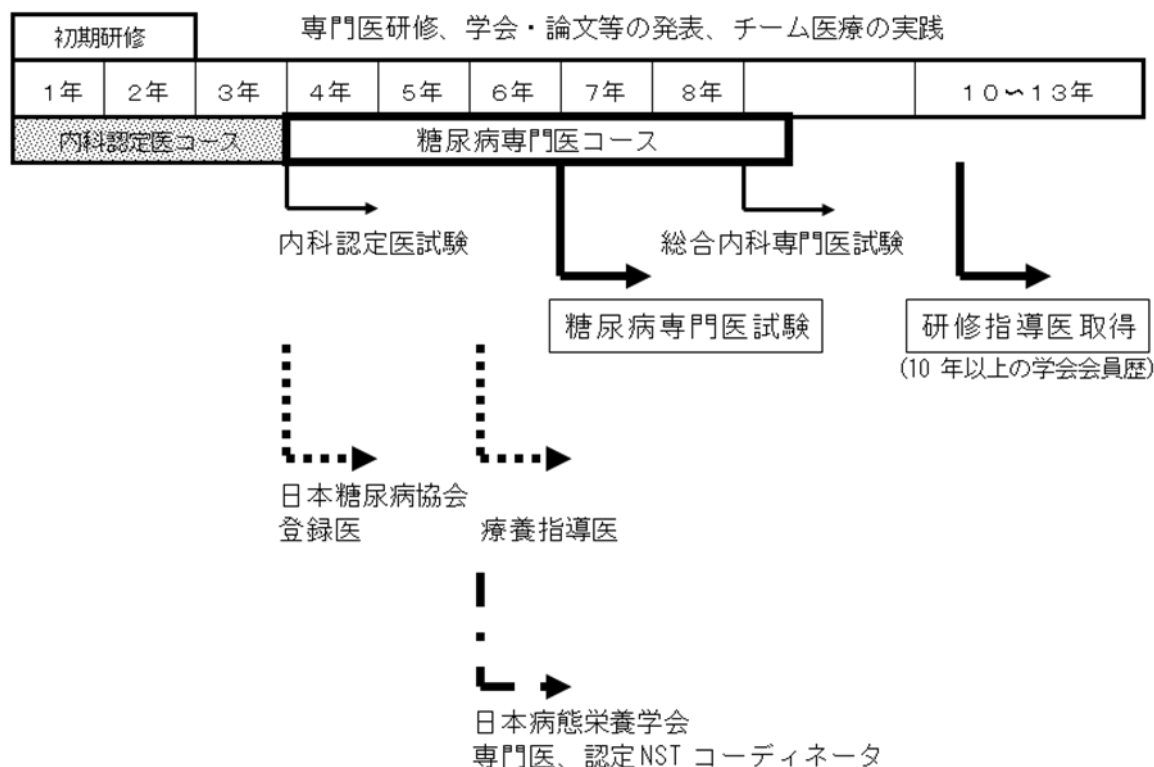 初期研修
専門医研修、学会・論文等の発表、チーム医療の実践
1年 2年 3年 4年 5年 6年 7年 8年 10~13年
内科認定医コース 糖尿病専門医コース
内科認定医試験 総合内科専門医試験
糖尿病専門医試験 研修指導医取得
(10 年以上の学会会員歴)
日本糖尿病協会
登録医 療養指導医
日本病態栄養学会
専門医、認定NST コーディネータ